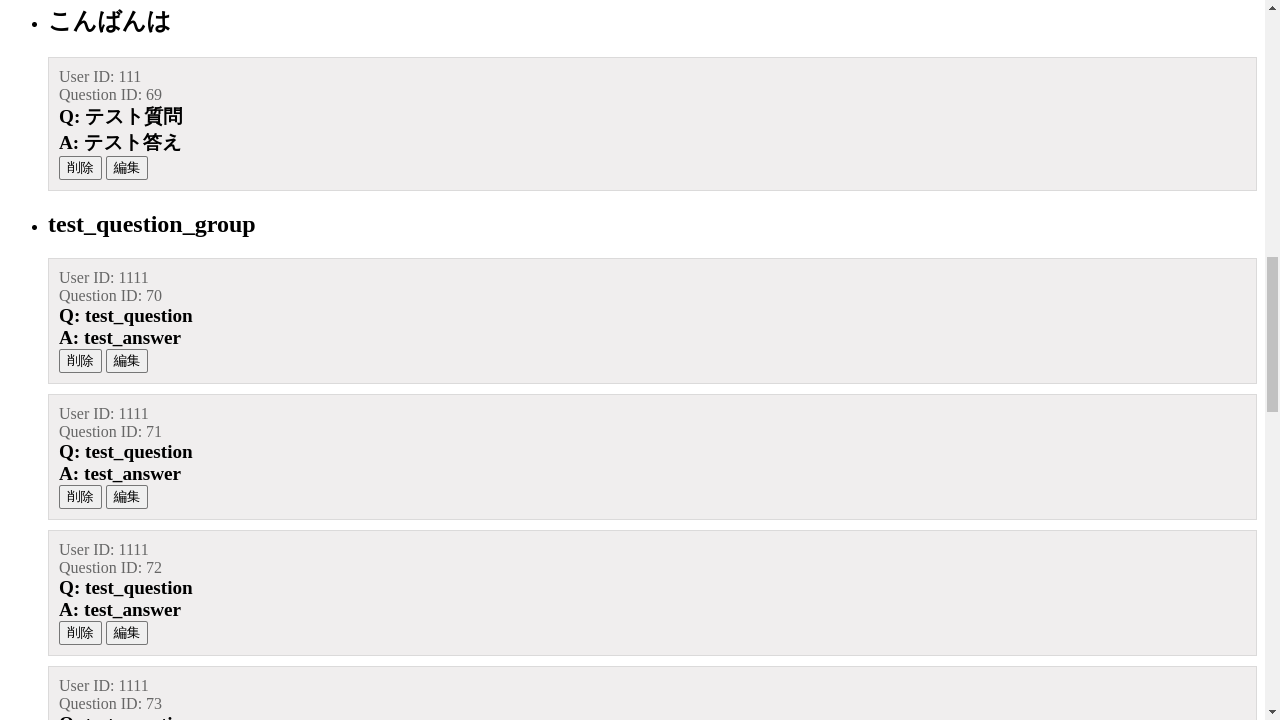 こんばんは
User ID: 111
Question ID: 69
Q: テスト質問
A: テスト答え
削除 編集
test_question_group
User ID: 1111
Question ID: 70
Q: test_question
A: test_answer
削除 編集
User ID: 1111
Question ID: 71
Q: test_question
A: test_answer
削除 編集
User ID: 1111
Question ID: 72
Q: test_question
A: test_answer
削除 編集
User ID: 1111
Question ID: 73